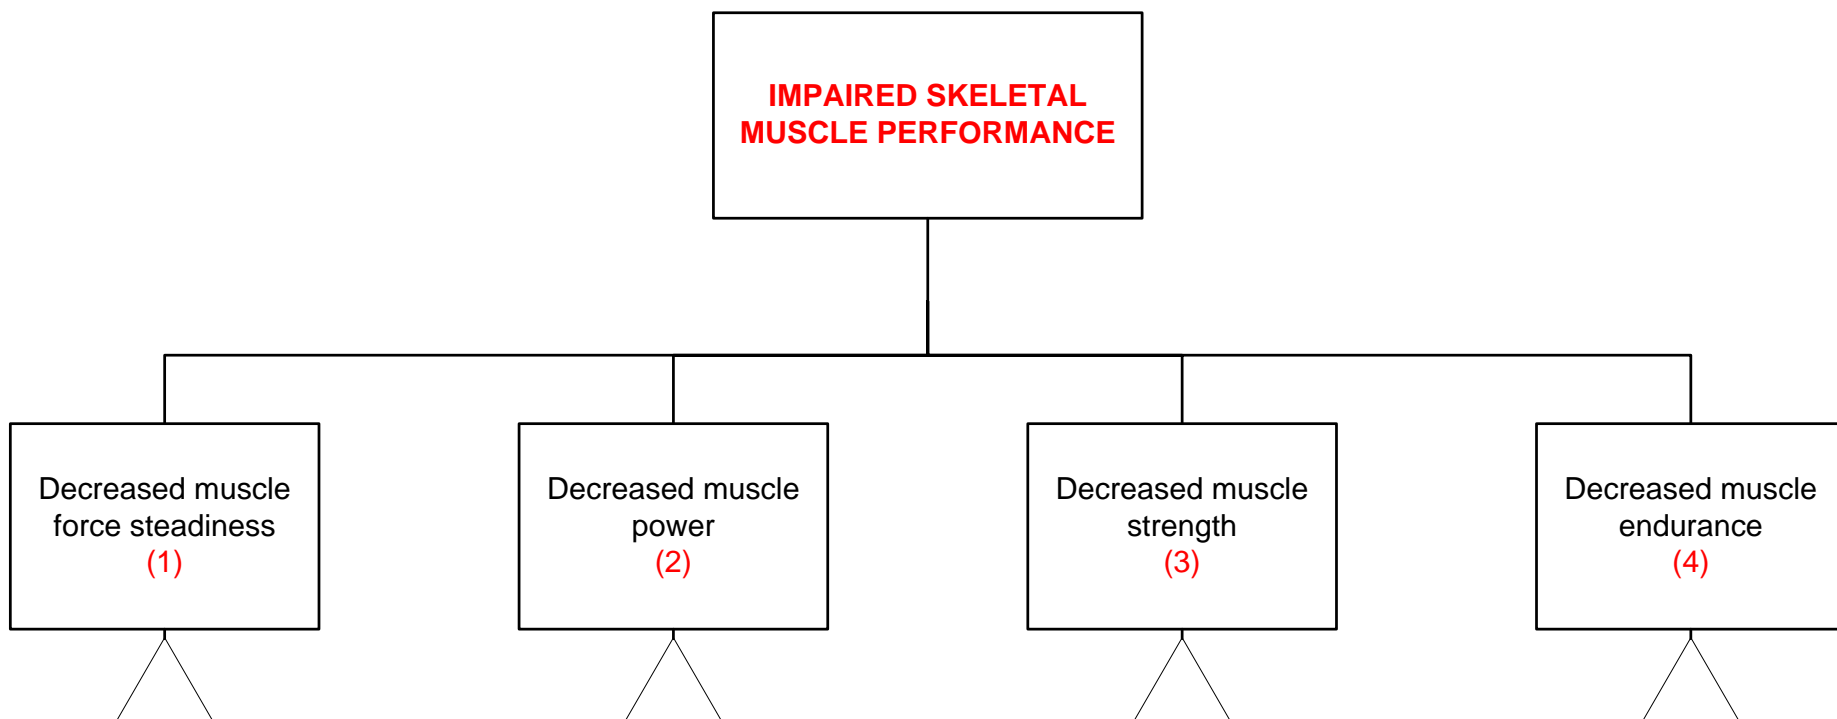 IMPAIRED SKELETAL
MUSCLE PERFORMANCE
Decreased muscle
force steadiness
(1)
Decreased muscle
power
(2)
Decreased muscle
strength
(3)
Decreased muscle
endurance
(4)